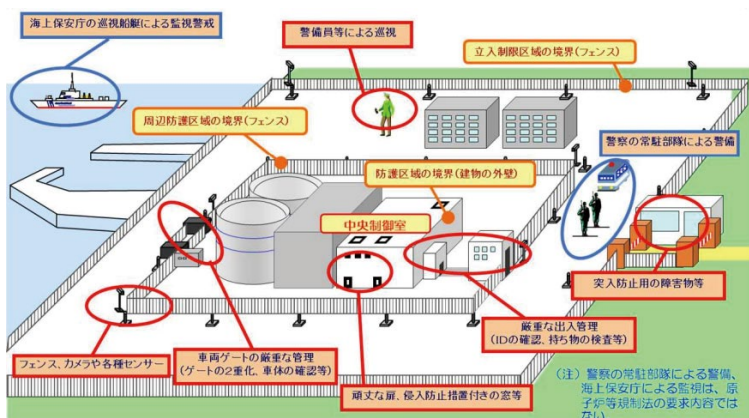 海上保安庁の巡視船艇による監視警戒
警備員等による巡視
立入制限区域の境界(フェンス)
周辺防護区域の境界(フェンス)
警察の常駐部隊による警備
防護区域の境界(建物の外壁)
中央制御室
突入防止用の障害物等
厳重な出入管理
(IDの確認、持ち物の検査等)
フェンス、カメラや各種センサー
車両ゲートの厳重な管理
(ゲートの2重化、車体の確認等)
頑丈な扉、侵入防止措置付きの窓等
(注)警察の常駐部隊による警備、
海上保安庁による監視は、原
子炉等規制法の要求内容では
ない